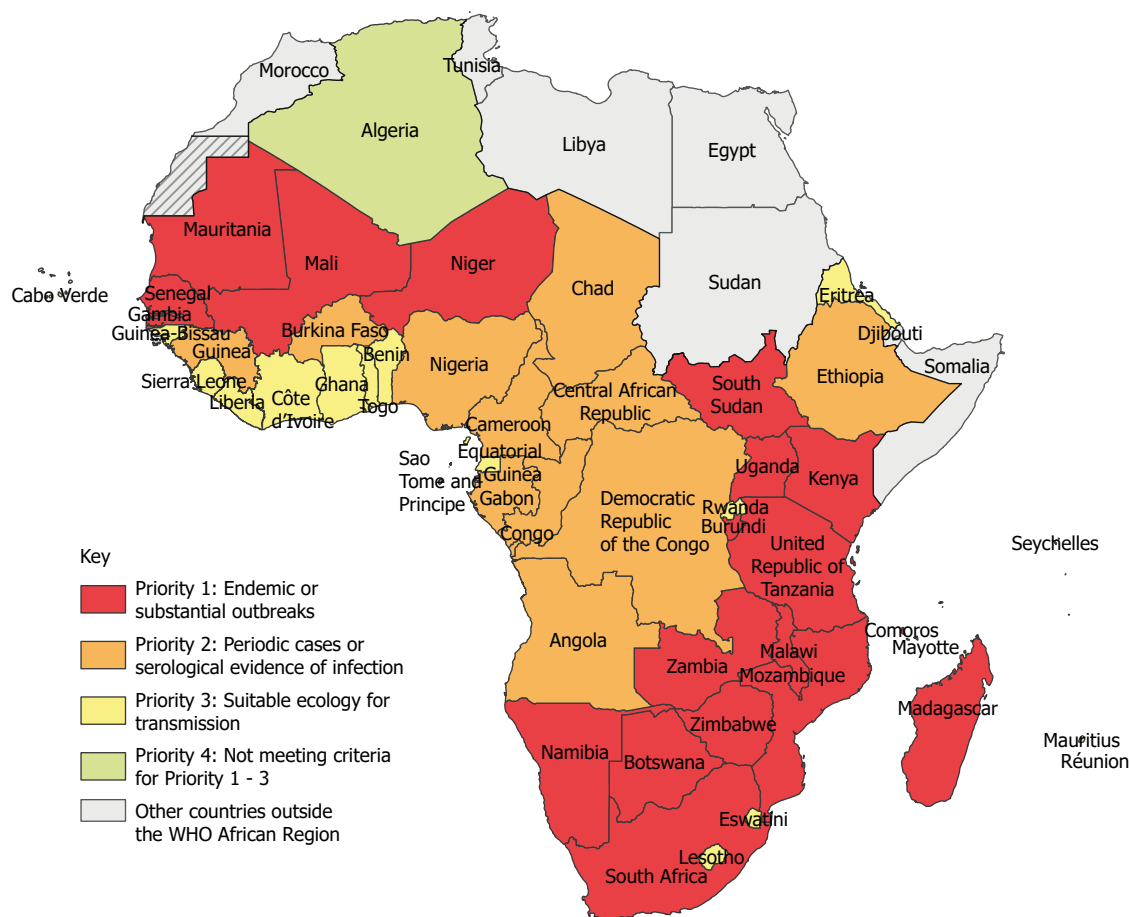 Morocco
Tunisia
Algeria
Libya
Egypt
Mauritania
Mali
Niger
Chad
Sudan
Cabo Verde
Senegal
Gambia
Guinea-Bissau
Guinea
Burkina Faso
Benin
Nigeria
Eritrea
Djibouti
Somalia
Ethiopia
Sierra Leone
Liberia
Côte
d'Ivoire
Ghana
Togo
Central African
Republic
South
Sudan
Cameroon
Equatorial
Guinea
Sao
Tome and
Principe
Gabon
Congo
Democratic
Republic
of the Congo
Uganda
Kenya
Rwanda
Burundi
United
Republic of
Tanzania
Seychelles
Angola
Zambia
Malawi
Mozambique
Comoros
Mayotte
Madagascar
Mauritius
Réunion
Namibia
Botswana
Zimbabwe
Eswatini
Lesotho
South Africa
Key
Priority 1: Endemic or
substantial outbreaks
Priority 2: Periodic cases or
serological evidence of infection
Priority 3: Suitable ecology for
transmission
Priority 4: Not meeting criteria
for Priority 1 - 3
Other countries outside
the WHO African Region